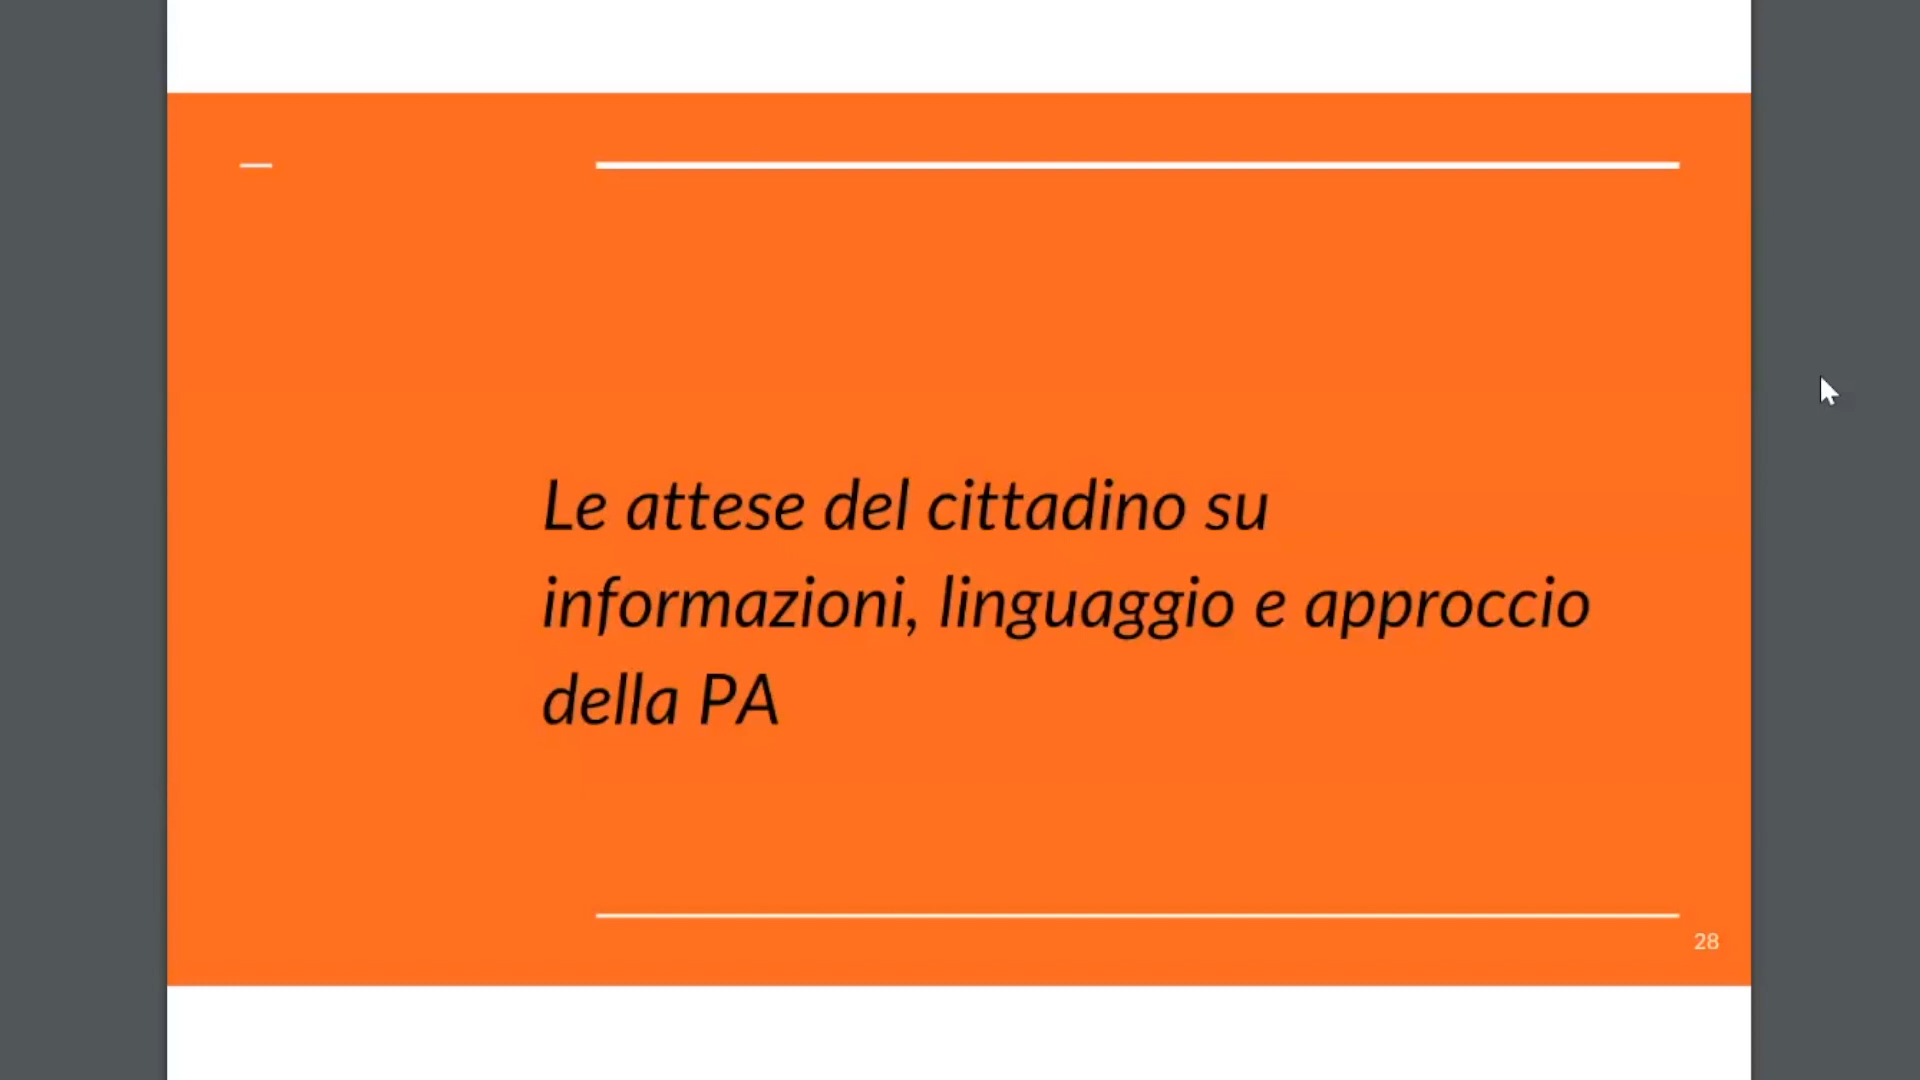 Le attese del cittadino su
informazioni, linguaggio e approccio
della PA
28